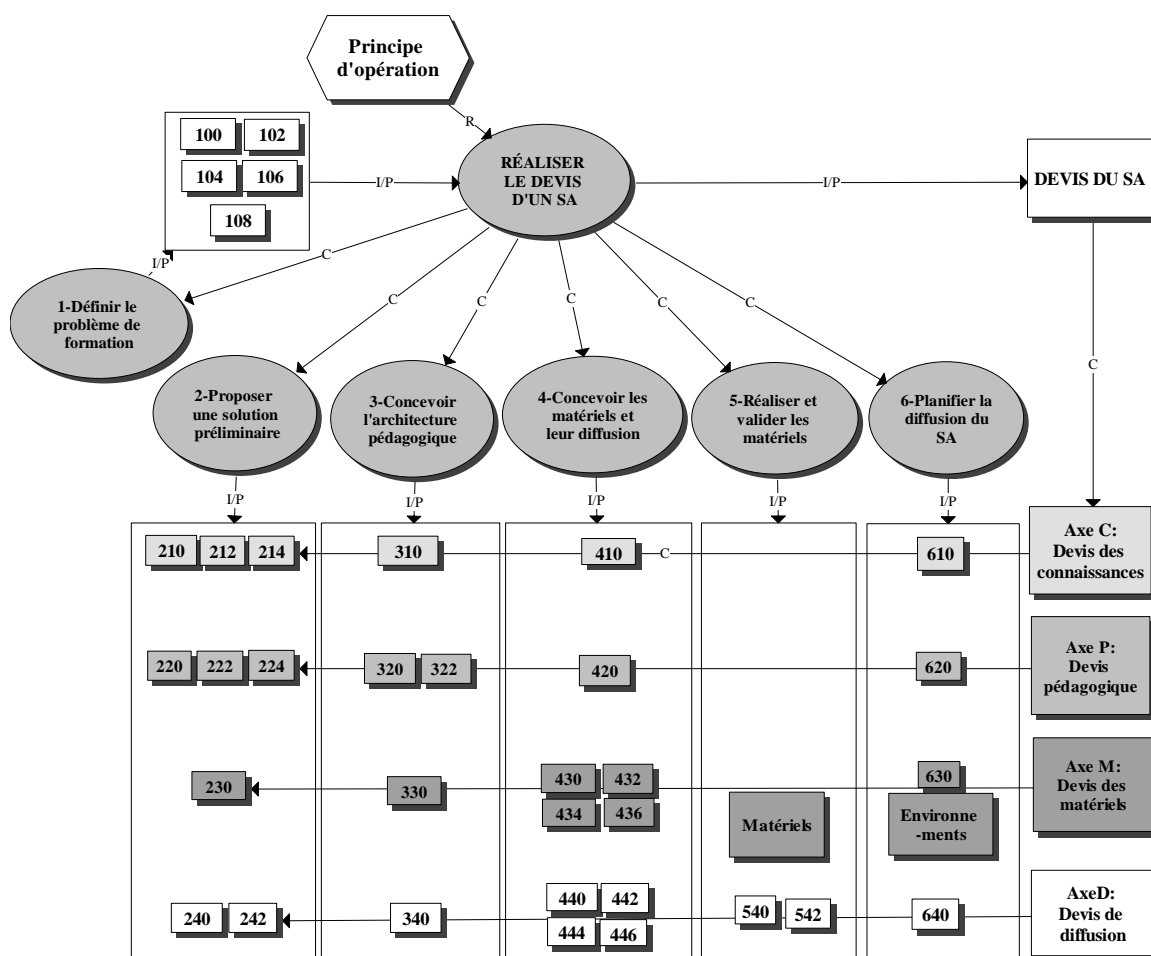 Principe
d'opération
R
100 102
104 106
108
I/P
RÉALISER
LE DEVIS
D'UN SA
I/P
DEVIS DU SA
I/P
C
C
C
C
C
C
C
1-Définir le
problème de
formation
2-Proposer
une solution
préliminaire
3-Concevoir
l'architecture
pédagogique
4-Concevoir les
matériels et
leur diffusion
5-Réaliser et
valider les
matériels
6-Planifier la
diffusion du
SA
I/P I/P I/P I/P I/P
210 212 214 310 410 C 610
Axe C:
Devis des
connaissances
220 222 224 320 322 420 620
Axe P:
Devis
pédagogique
230 330 430 432 630
434 436
Matériels
Environne
-ments
Axe M:
Devis des
matériels
240 242 340 440 442 540 542 640
444 446
AxeD:
Devis de
diffusion